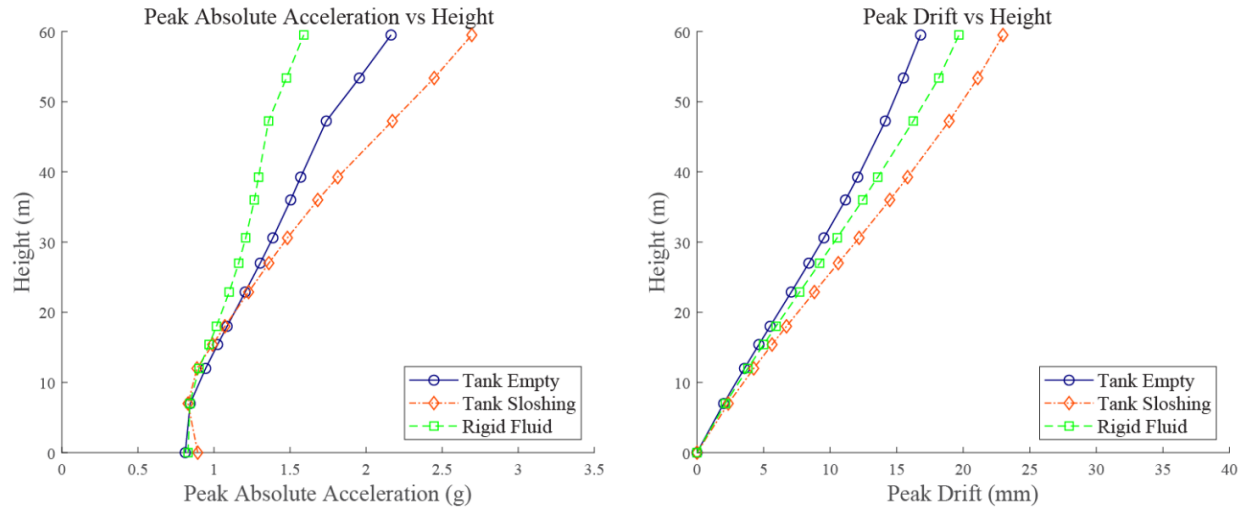 Peak Absolute Acceleration vs Height
60
50
40
30
20
10
0
Height (m)
0
0.5
1
1.5
2
2.5
3
3.5
Peak Absolute Acceleration (g)
Tank Empty
Tank Sloshing
Rigid Fluid
Peak Drift vs Height
60
50
40
30
20
10
0
Height (m)
0
5
10
15
20
25
30
35
40
Peak Drift (mm)
Tank Empty
Tank Sloshing
Rigid Fluid